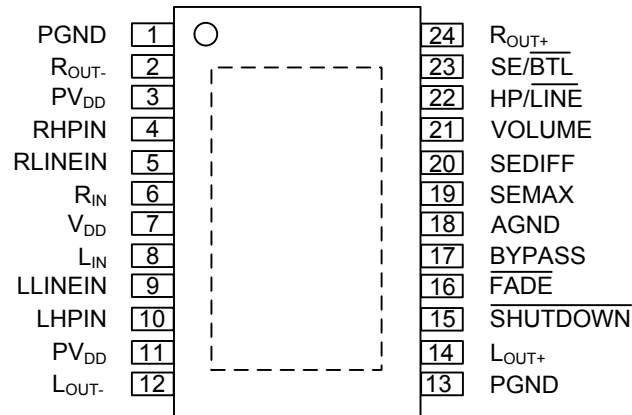 PGND 1 24 ROUT+
ROUT- 2 23 SE/BTL
PVDD 3 22 HP/LINE
RHPIN 4 21 VOLUME
RLINEIN 5 20 SEDIFF
RIN 6 19 SEMAX
VDD 7 18 AGND
LIN 8 17 BYPASS
LLINEIN 9 16 FADE
LHPIN 10 15 SHUTDOWN
PVDD 11 14 LOUT+
LOUT- 12 13 PGND